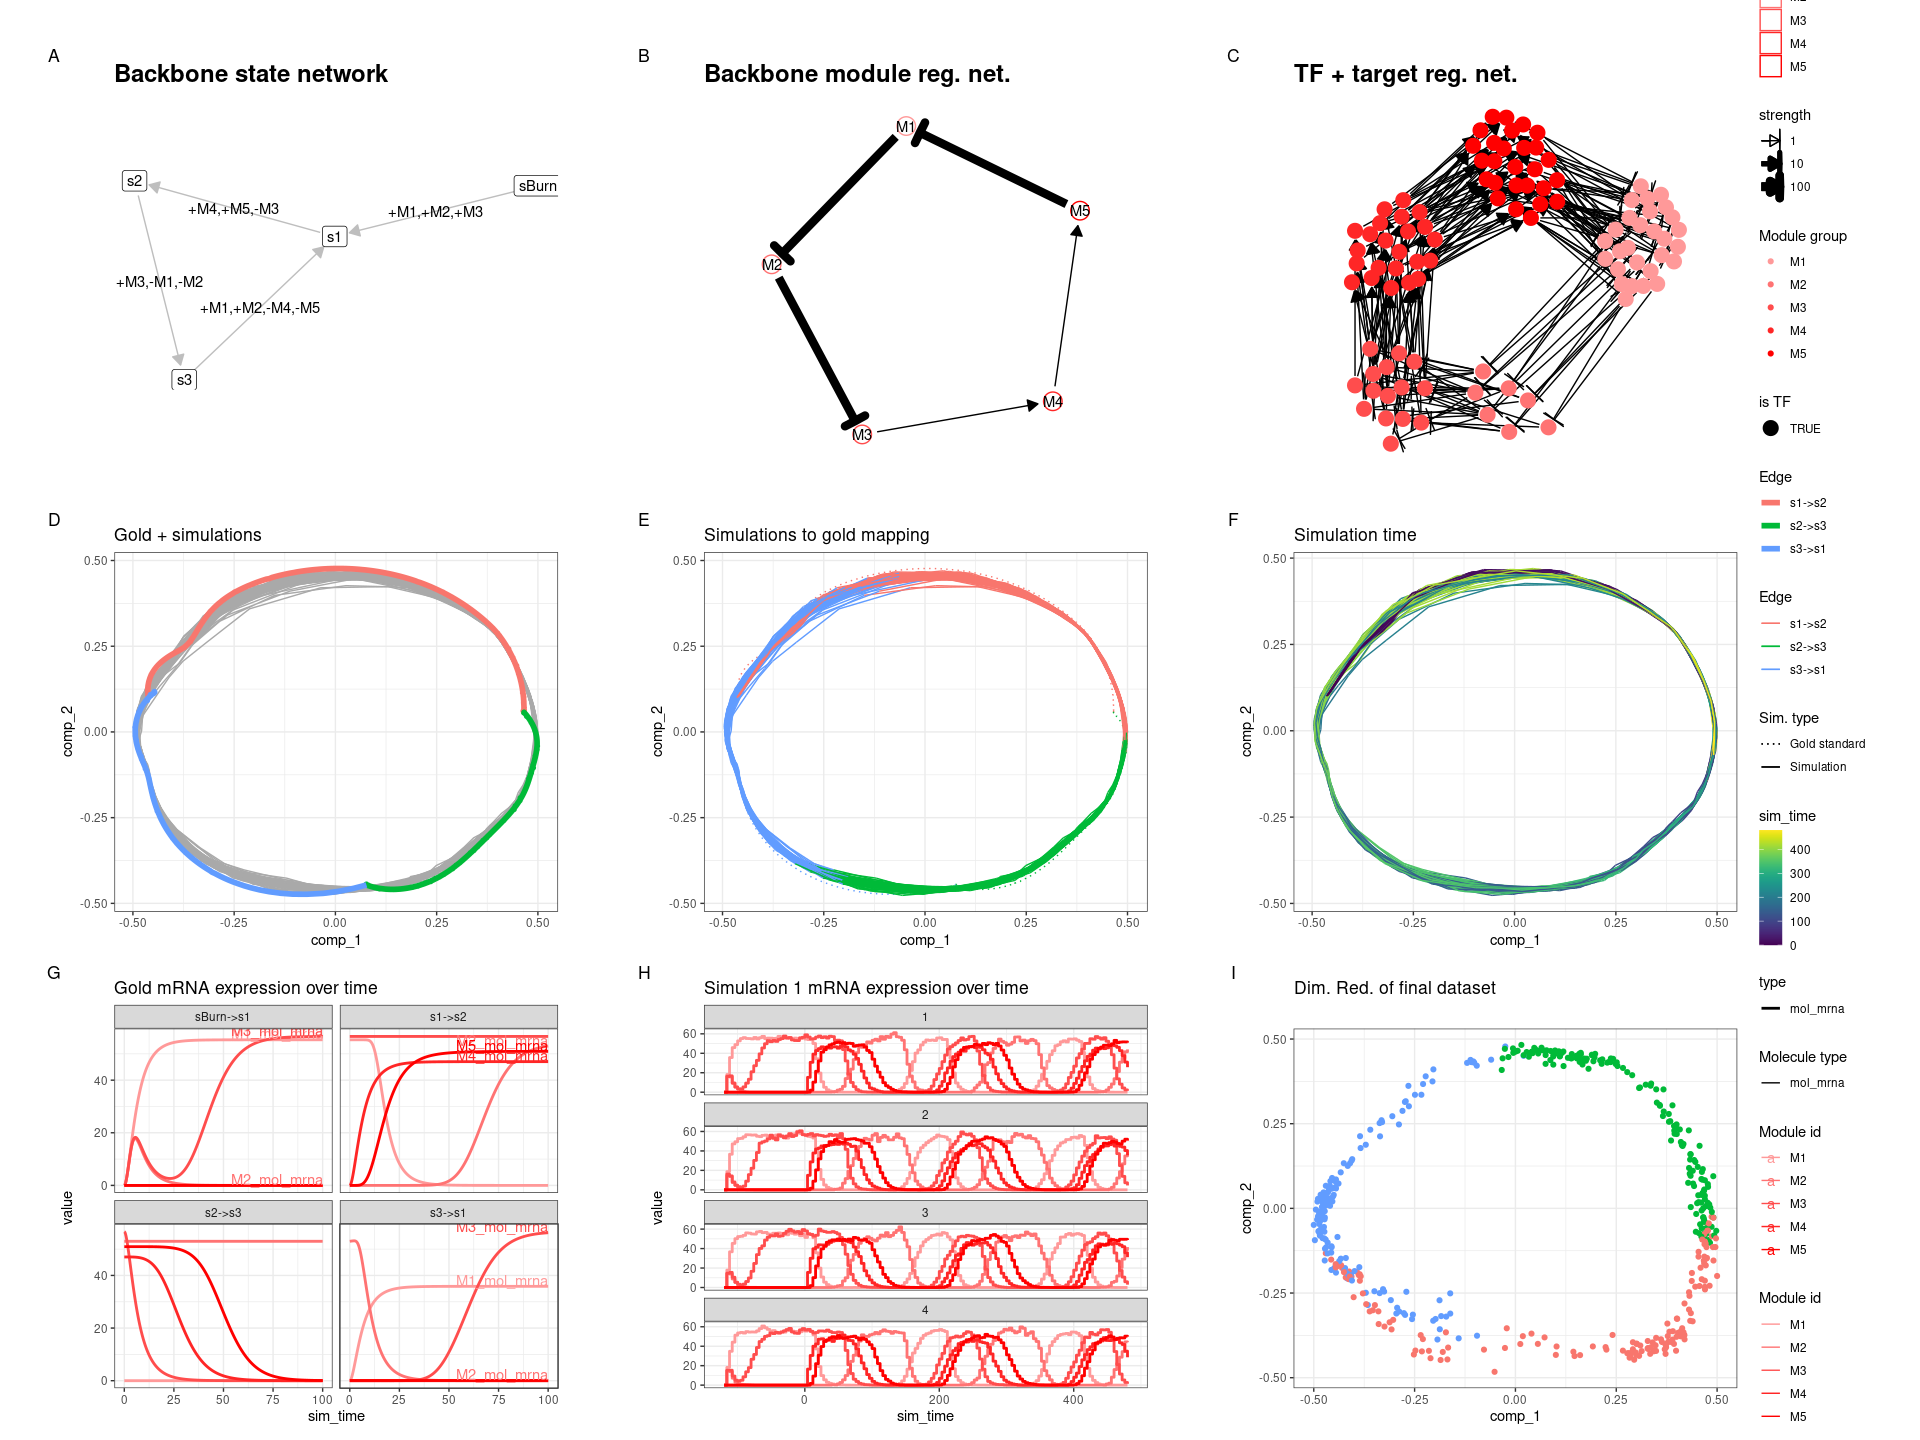 A
Backbone state network
s2
sBurn
+M4,+M5,-M3
+M1,+M2,+M3
s1
+M3,-M1,-M2
+M1,+M2,-M4,-M5
s3
B
Backbone module reg. net.
M1
M5
M2
M4
M3
C
TF + target reg. net.
M3
M4
M5
strength
1
10
100
Module group
M1
M2
M3
M4
M5
is TF
TRUE
Edge
s1->s2
s2->s3
s3->s1
Edge
s1->s2
s2->s3
s3->s1
Sim. type
Gold standard
Simulation
sim_time
400
300
200
100
0
type
mol_mrna
Molecule type
mol_mrna
Module id
a M1
a M2
a M3
a M4
a M5
Module id
M1
M2
M3
M4
M5
D
Gold + simulations
0.50
0.25
0.00
-0.25
-0.50
comp_2
-0.50 -0.25 0.00 0.25 0.50
comp_1
E
Simulations to gold mapping
0.50
0.25
0.00
-0.25
-0.50
comp_2
-0.50 -0.25 0.00 0.25 0.50
comp_1
F
Simulation time
0.50
0.25
0.00
-0.25
-0.50
comp_2
-0.50 -0.25 0.00 0.25 0.50
comp_1
G
Gold mRNA expression over time
sBurn->s1
s1->s2
M3_mol_mrna
M5_mol_mrna
M4_mol_mrna
M2_mol_mrna
40
20
0
value
s2->s3
s3->s1
M3_mol_mrna
M1_mol_mrna
M2_mol_mrna
40
20
0
0 25 50 75 100
0 25 50 75 100
sim_time
H
Simulation 1 mRNA expression over time
1
60
40
20
0
2
60
40
20
0
value
3
60
40
20
0
4
60
40
20
0
0 200 400
sim_time
I
Dim. Red. of final dataset
0.50
0.25
0.00
-0.25
-0.50
comp_2
-0.50 -0.25 0.00 0.25 0.50
comp_1